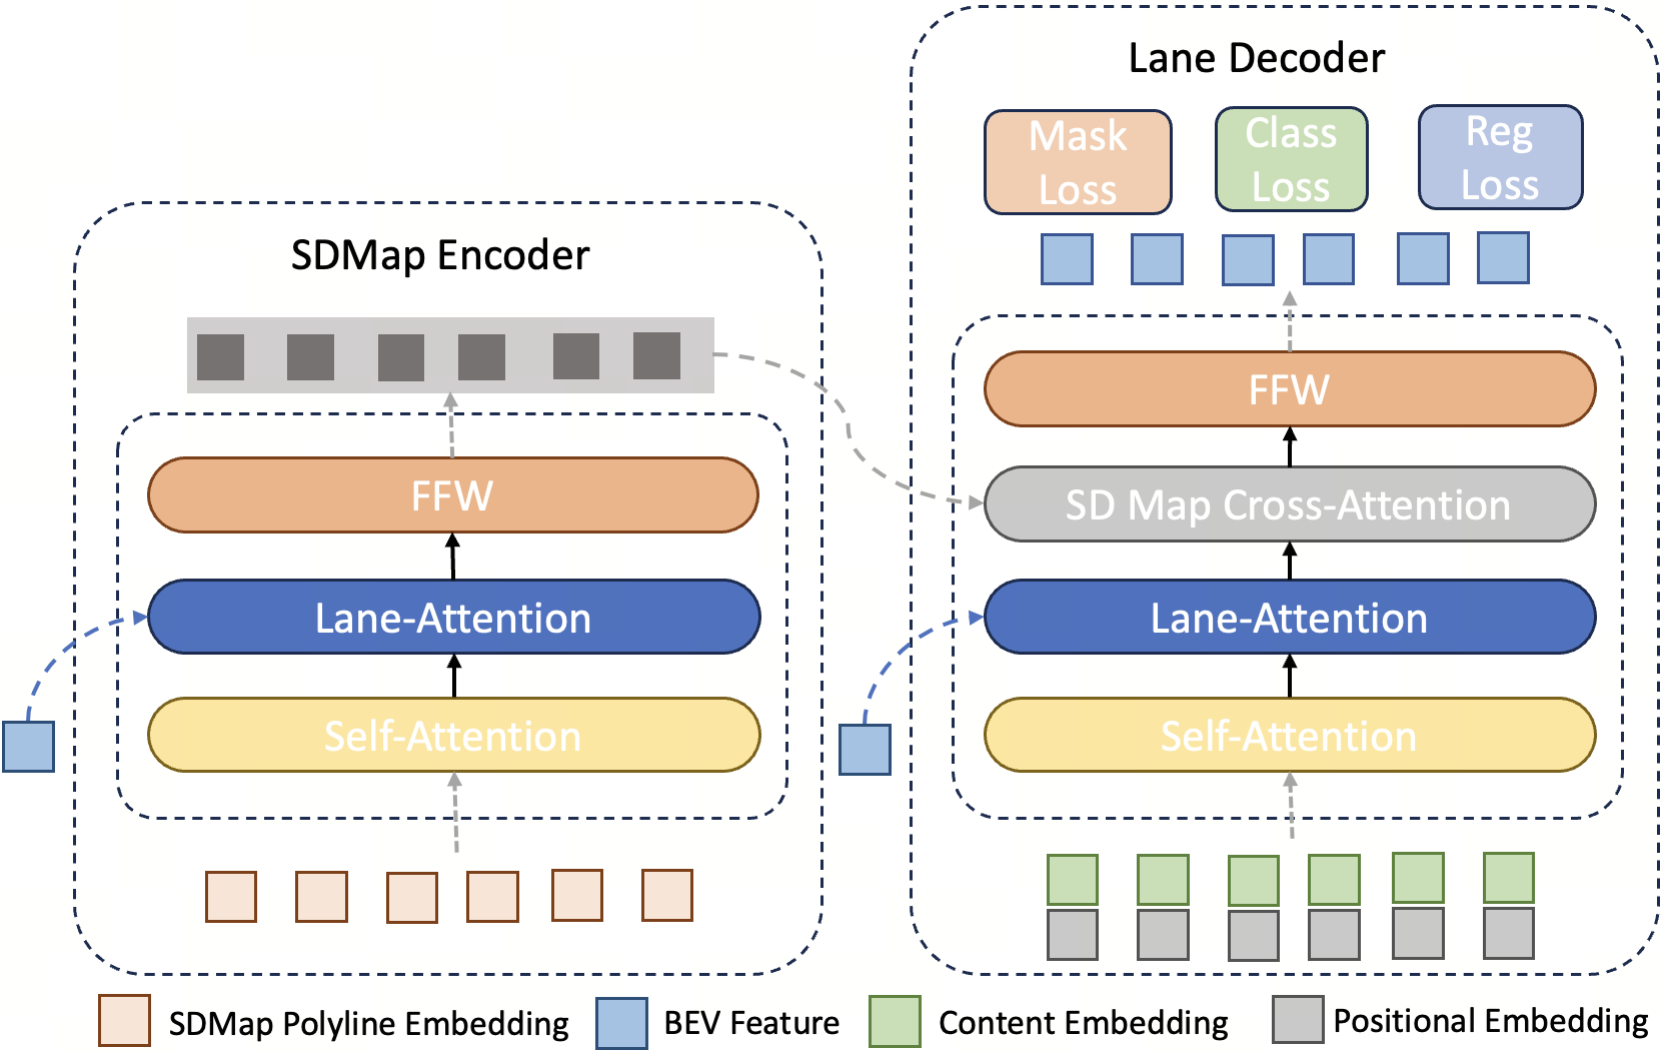 Lane Decoder
Mask
Loss
Class
Loss
Reg
Loss
SDMap Encoder
FFW
Lane-Attention
Self-Attention
FFW
SD Map Cross-Attention
Lane-Attention
Self-Attention
SDMap Polyline Embedding
BEV Feature
Content Embedding
Positional Embedding